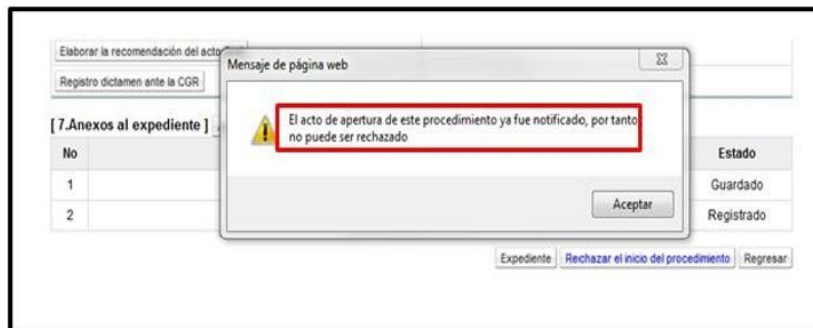 Elaborar la recomendación del acto
Mensaje de página web
Registro dictamen ante la CGR
El acto de apertura de este procedimiento ya fue notificado, por tanto
no puede ser rechazado
[ 7.Anexos al expediente ]
No
Estado
1
Guardado
Aceptar
2
Registrado
Expediente Rechazar el inicio del procedimiento Regresar